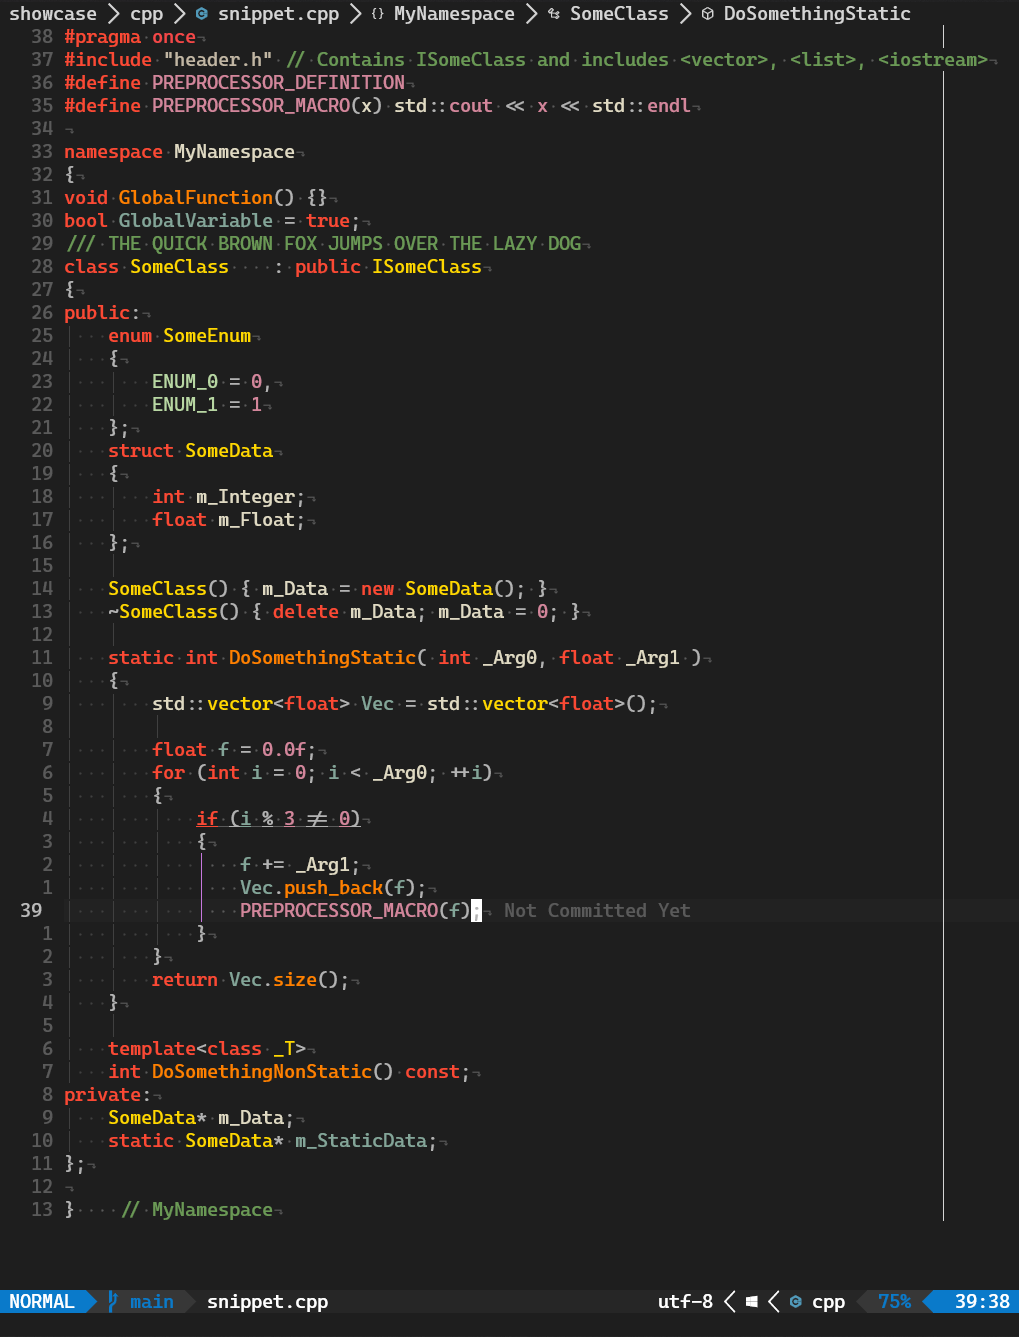 showcase > cpp > snippet.cpp > {} MyNamespace > SomeClass > DoSomethingStatic
38 #pragma once
37 #include "header.h" // Contains ISomeClass and includes <vector>, <list>, <iostream>
36 #define PREPROCESSOR_DEFINITION
35 #define PREPROCESSOR_MACRO(x) std::cout << x << std::endl
34
33 namespace MyNamespace
32 {
31 void GlobalFunction() {}
30 bool GlobalVariable = true;
29 /// THE QUICK BROWN FOX JUMPS OVER THE LAZY DOG
28 class SomeClass    : public ISomeClass
27 {
26 public:
25     enum SomeEnum
24     {
23         ENUM_0 = 0,
22         ENUM_1 = 1
21     };
20     struct SomeData
19     {
18         int m_Integer;
17         float m_Float;
16     };
15
14     SomeClass() { m_Data = new SomeData(); }
13     ~SomeClass() { delete m_Data; m_Data = 0; }
12
11     static int DoSomethingStatic( int _Arg0, float _Arg1 )
10     {
9         std::vector<float> Vec = std::vector<float>();
8
7         float f = 0.0f;
6         for (int i = 0; i < _Arg0; ++i)
5         {
4             if (i % 3 != 0)
3             {
2                 f += _Arg1;
1                 Vec.push_back(f);
39                 PREPROCESSOR_MACRO(f); Not Committed Yet
1             }
2         }
3         return Vec.size();
4     }
5
6     template<class _T>
7     int DoSomethingNonStatic() const;
8 private:
9     SomeData* m_Data;
10     static SomeData* m_StaticData;
11 };
12
13 }    // MyNamespace
NORMAL main > snippet.cpp utf-8 < < cpp 75% 39:38